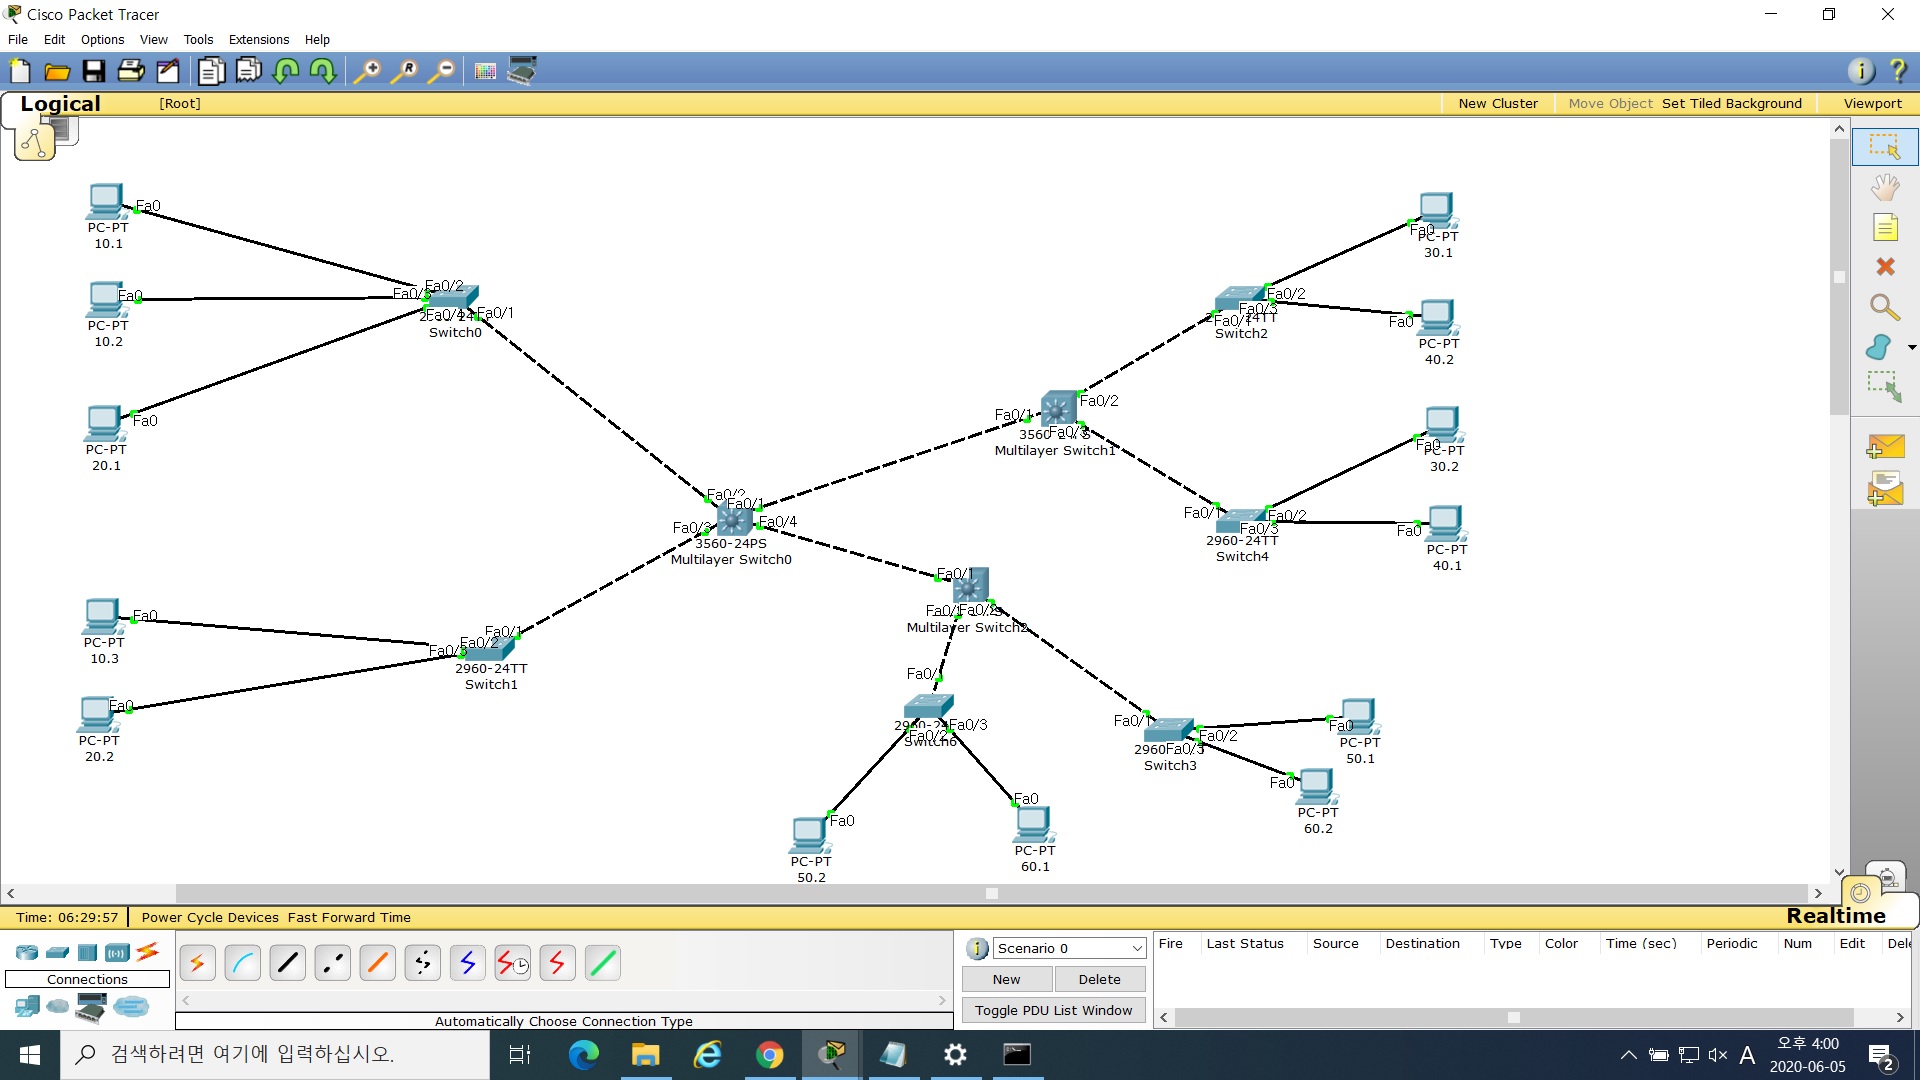 Cisco Packet Tracer
File Edit Options View Tools Extensions Help
Logical [Root] New Cluster Move Object Set Tiled Background Viewport
Fa0
PC-PT
10.1
Fa0
PC-PT
10.2
Fa0
PC-PT
20.1
Fa0/2
Fa0/3
Fa0/4
Fa0/1
Switch0
Fa0
PC-PT
30.1
Fa0
PC-PT
40.2
Fa0/2
Fa0/3
Fa0/1
Switch2
Fa0/1
Fa0/2
Fa0/3
Multilayer Switch1
Fa0
PC-PT
30.2
Fa0
PC-PT
40.1
Fa0/1
Fa0/2
Fa0/3
2960-24TT
Switch4
Fa0/2
Fa0/1
Fa0/3
Fa0/4
3560-24PS
Multilayer Switch0
Fa0/1
Fa0/2
Multilayer Switch2
Fa0
PC-PT
10.3
Fa0
PC-PT
20.2
Fa0/1
Fa0/2
Fa0/3
2960-24TT
Switch1
Fa0/3
Fa0/2
Switch6
Fa0/1
Fa0/2
Fa0/3
2960
Switch3
Fa0
PC-PT
50.1
Fa0
PC-PT
60.2
Fa0
PC-PT
50.2
Fa0
PC-PT
60.1
Time: 06:29:57 Power Cycle Devices Fast Forward Time
Realtime
Connections
Automatically Choose Connection Type
Scenario 0
New Delete
Toggle PDU List Window
Fire Last Status Source Destination Type Color Time (sec) Periodic Num Edit Dele
검색하려면 여기에 입력하십시오.
A
오후 4:00
2020-06-05
2